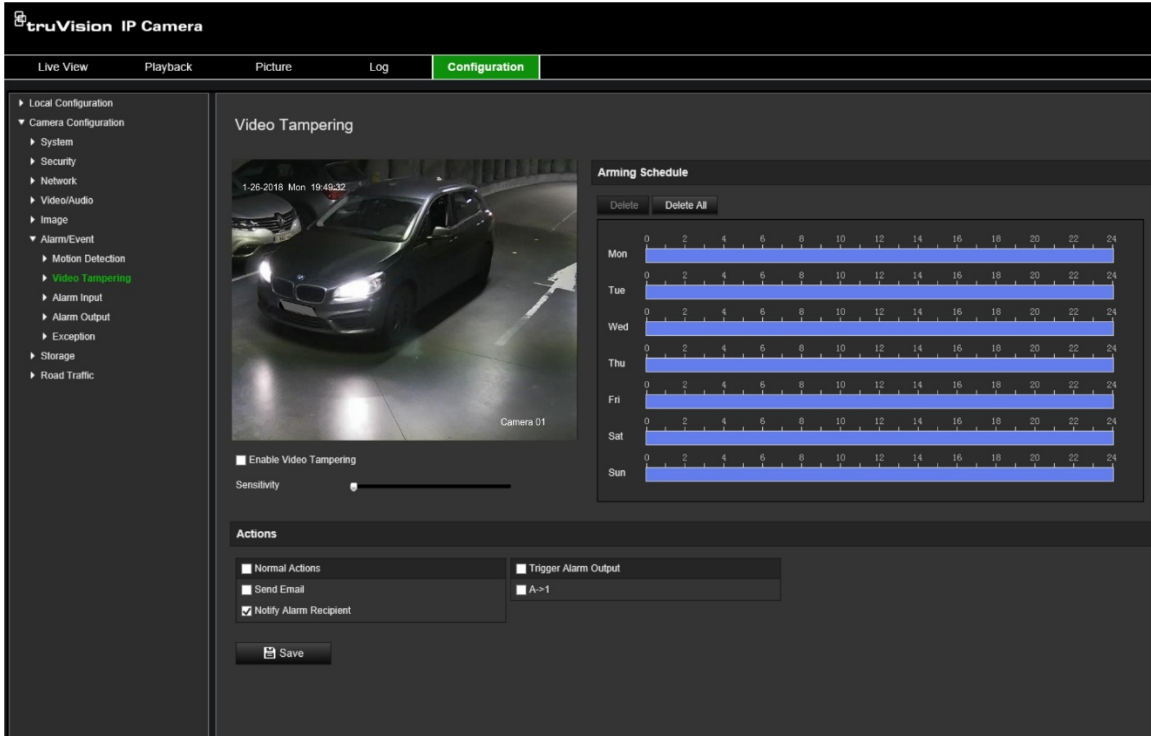 truVision IP Camera
Live View Playback Picture Log Configuration
Local Configuration
Camera Configuration
System
Security
Network
Video/Audio
Image
Alarm/Event
Motion Detection
Video Tampering
Alarm Input
Alarm Output
Exception
Storage
Road Traffic
Video Tampering
1-26-2018 Mon 19:49:32
Camera 01
Enable Video Tampering
Sensitivity
Arming Schedule
Delete Delete All
0 2 4 6 8 10 12 14 16 18 20 22 24
Mon
0 2 4 6 8 10 12 14 16 18 20 22 24
Tue
0 2 4 6 8 10 12 14 16 18 20 22 24
Wed
0 2 4 6 8 10 12 14 16 18 20 22 24
Thu
0 2 4 6 8 10 12 14 16 18 20 22 24
Fri
0 2 4 6 8 10 12 14 16 18 20 22 24
Sat
0 2 4 6 8 10 12 14 16 18 20 22 24
Sun
Actions
Normal Actions Trigger Alarm Output
Send Email A->1
Notify Alarm Recipient
Save